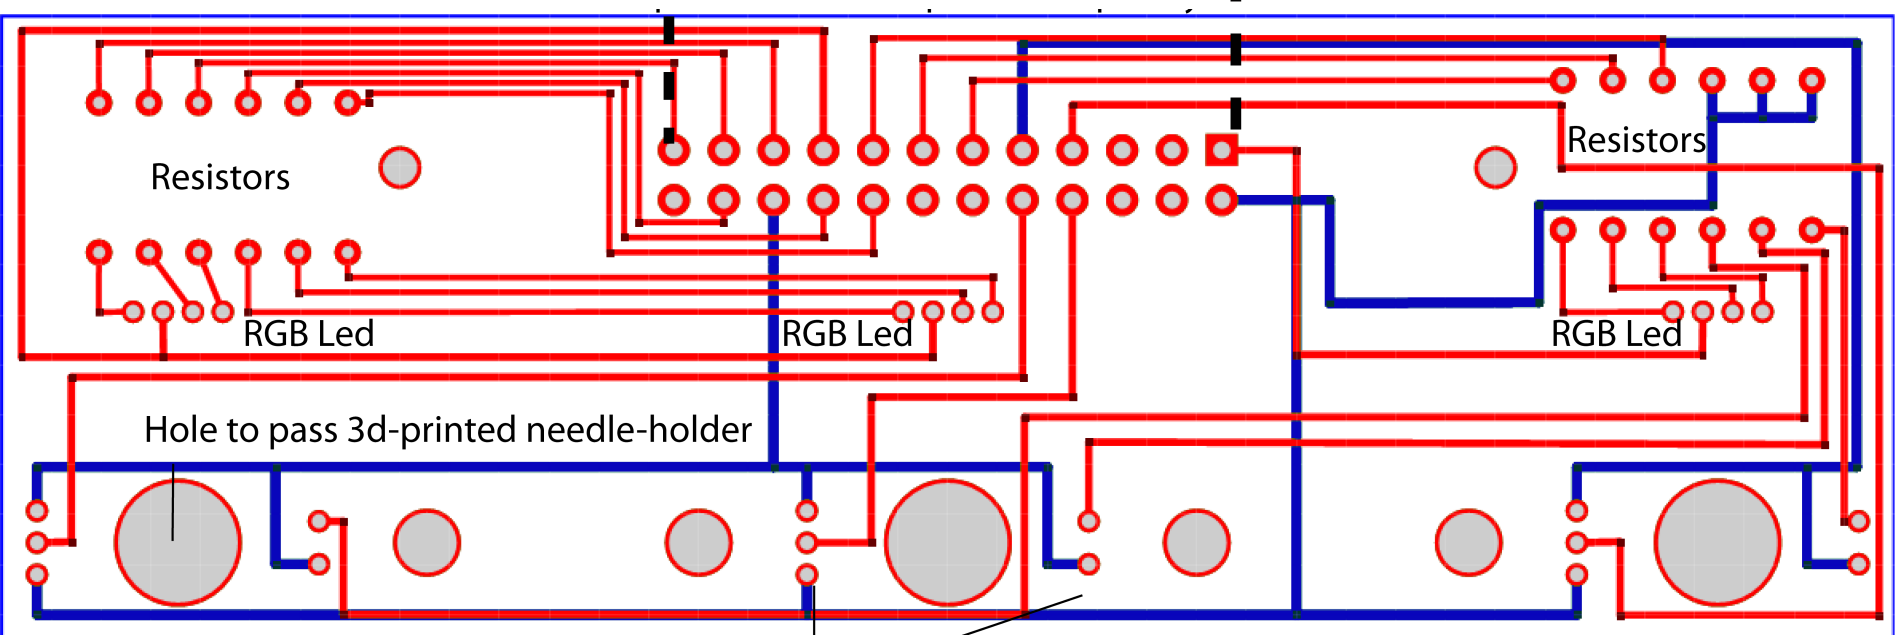 Resistors
Resistors
RGB Led
RGB Led
RGB Led
Hole to pass 3d-printed needle-holder